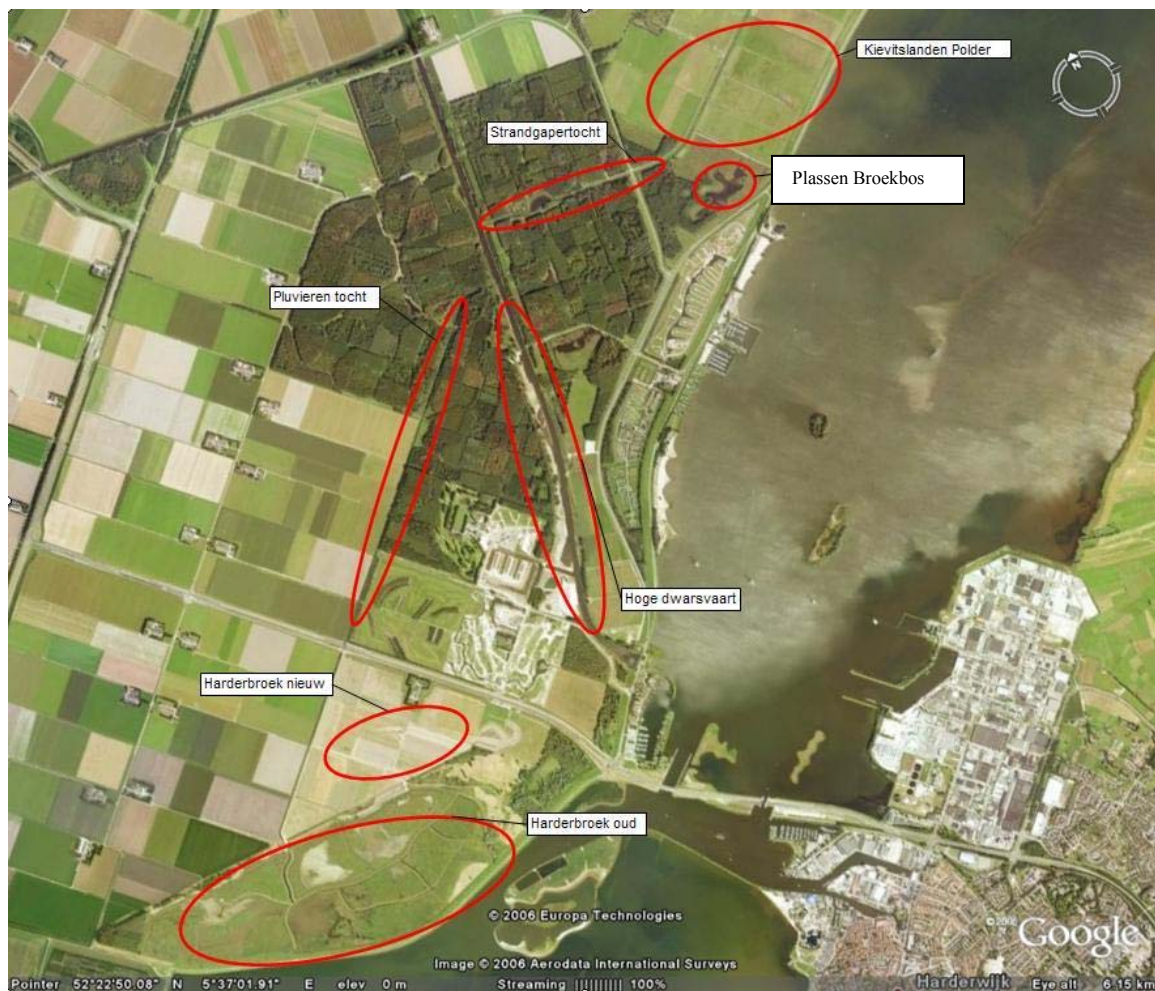 Kievitslanden Polder
N
Strandgapertocht
Plassen Broekbos
Pluvieren tocht
Hoge dwarsvaart
Harderbroek nieuw
Harderbroek oud
© 2006 Europa Technologies
© 2006 Google
Image © 2006 Aerodata International Surveys
Harderwijk
Pointer 52°22'50.08" N 5°37'01.91" E elev 0 m Streaming |||||||||| 100% Eye alt 6.15 km